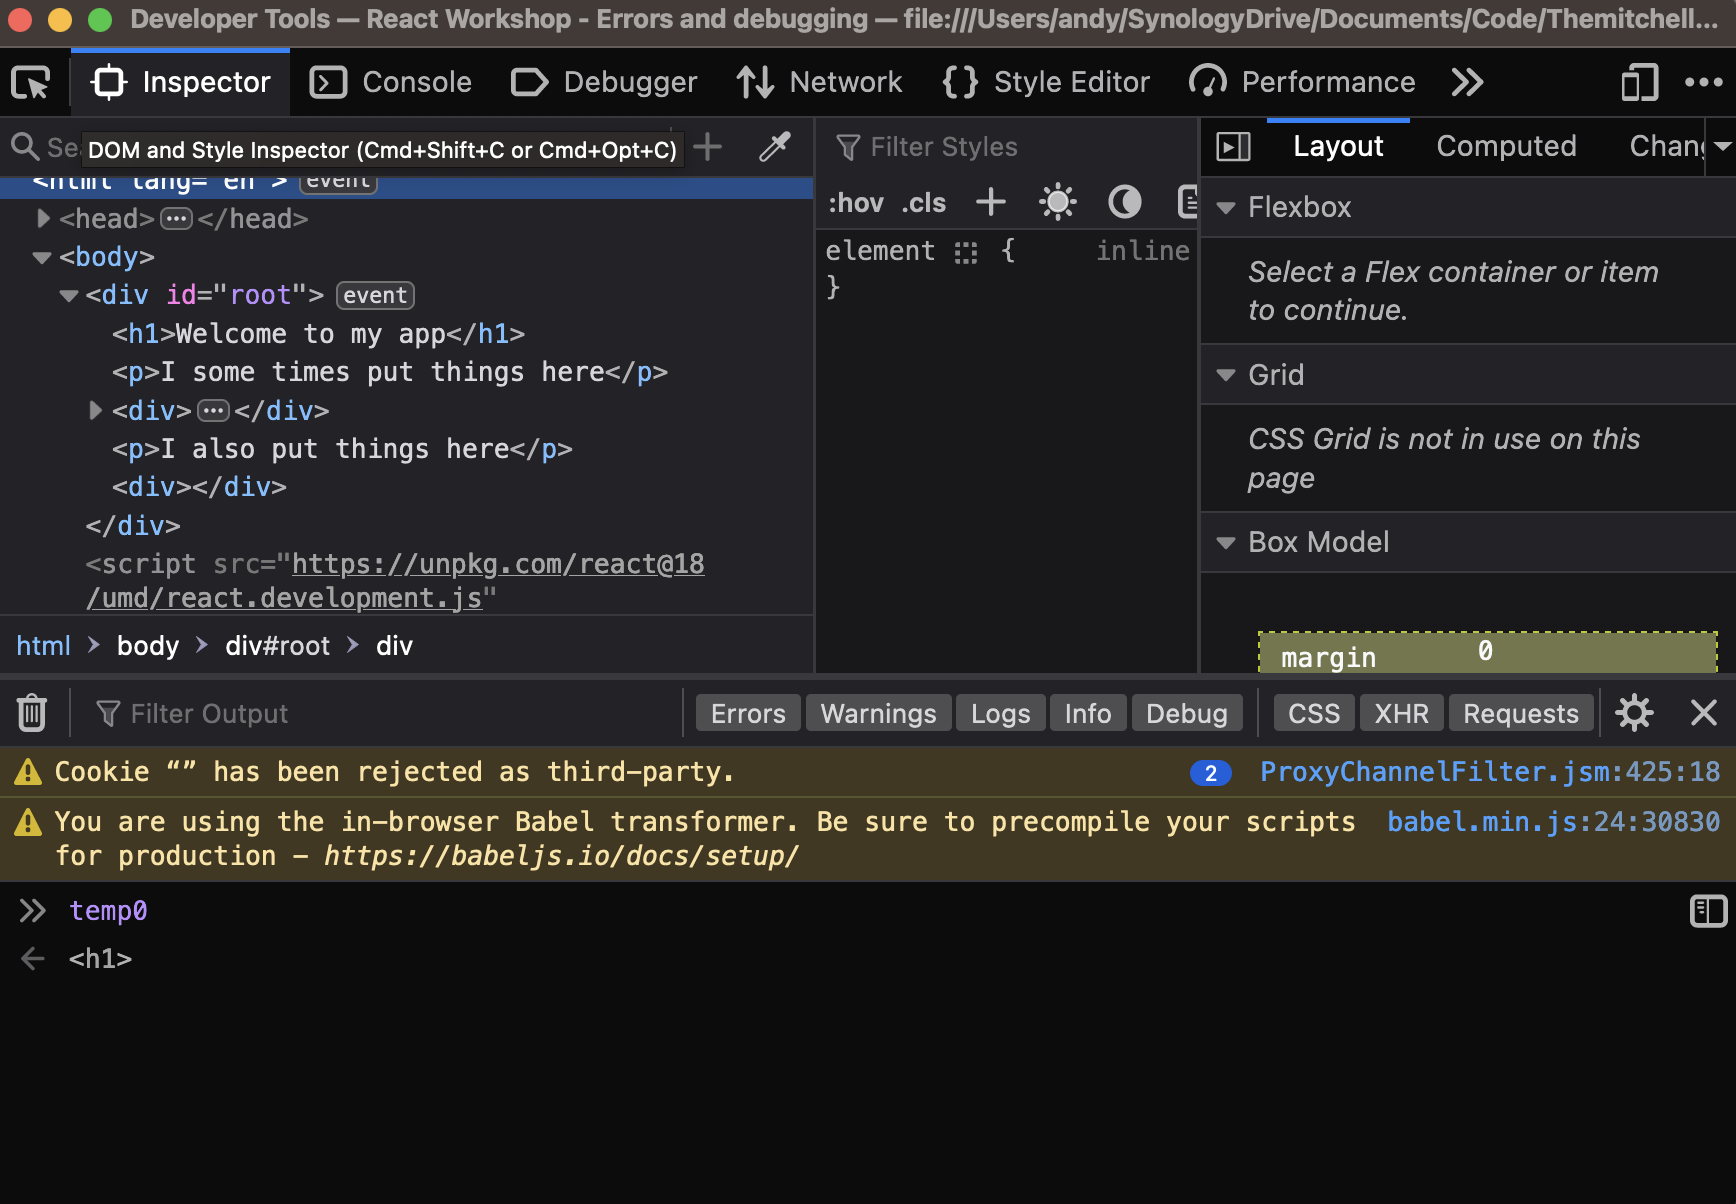 Developer Tools — React Workshop - Errors and debugging — file:///Users/andy/SynologyDrive/Documents/Code/Themitchell...
Inspector Console Debugger Network Style Editor Performance
DOM and Style Inspector (Cmd+Shift+C or Cmd+Opt+C)
<html lang="en"> event
<head>···</head>
<body>
<div id="root"> event
<h1>Welcome to my app</h1>
<p>I some times put things here</p>
<div>···</div>
<p>I also put things here</p>
<div></div>
</div>
<script src="https://unpkg.com/react@18
/umd/react.development.js"
html > body > div#root > div
Filter Styles
:hov .cls +
element { inline
}
Layout Computed
Flexbox
Select a Flex container or item
to continue.
Grid
CSS Grid is not in use on this
page
Box Model
margin 0
Filter Output Errors Warnings Logs Info Debug CSS XHR Requests
Cookie “” has been rejected as third-party. 2 ProxyChannelFilter.jsm:425:18
You are using the in-browser Babel transformer. Be sure to precompile your scripts babel.min.js:24:30830
for production – https://babeljs.io/docs/setup/
temp0
<h1>